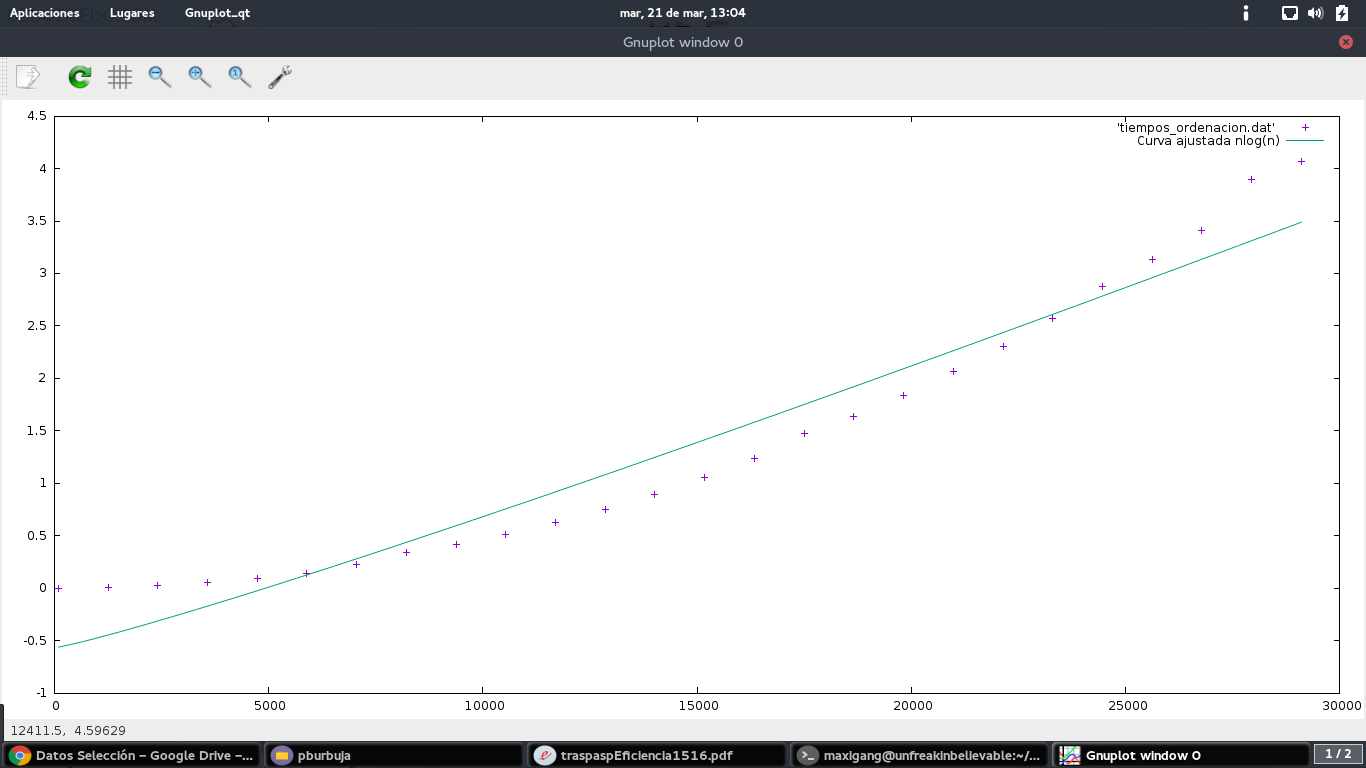 Aplicaciones Lugares Gnuplot_qt mar, 21 de mar, 13:04
Gnuplot window 0
4.5
4
3.5
3
2.5
2
1.5
1
0.5
0
-0.5
-1
'tiempos_ordenacion.dat'
Curva ajustada nlog(n)
0 5000 10000 15000 20000 25000 30000
12411.5, 4.59629
Datos Selección – Google Drive –... pburbuja traspaspEficiencia1516.pdf maxigang@unfreakinbelievable:~/... Gnuplot window 0 1 / 2